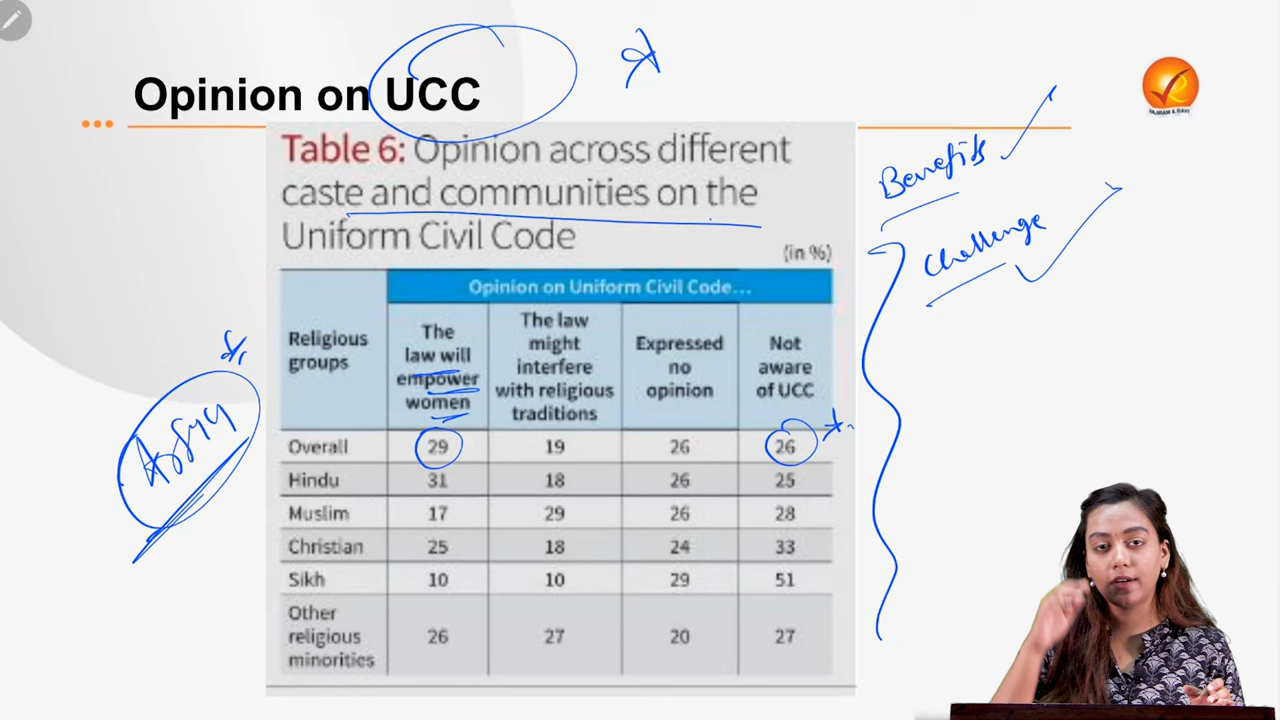 Opinion on UCC
VAJIRAM & RAVI
Table 6: Opinion across different
caste and communities on the
Uniform Civil Code
(in %)
Religious groups
Opinion on Uniform Civil Code...
The law will empower women
The law might interfere with religious traditions
Expressed no opinion
Not aware of UCC
Overall 29 19 26 26
Hindu 31 18 26 25
Muslim 17 29 26 28
Christian 25 18 24 33
Sikh 10 10 29 51
Other religious minorities 26 27 20 27
Benefits
Challenge